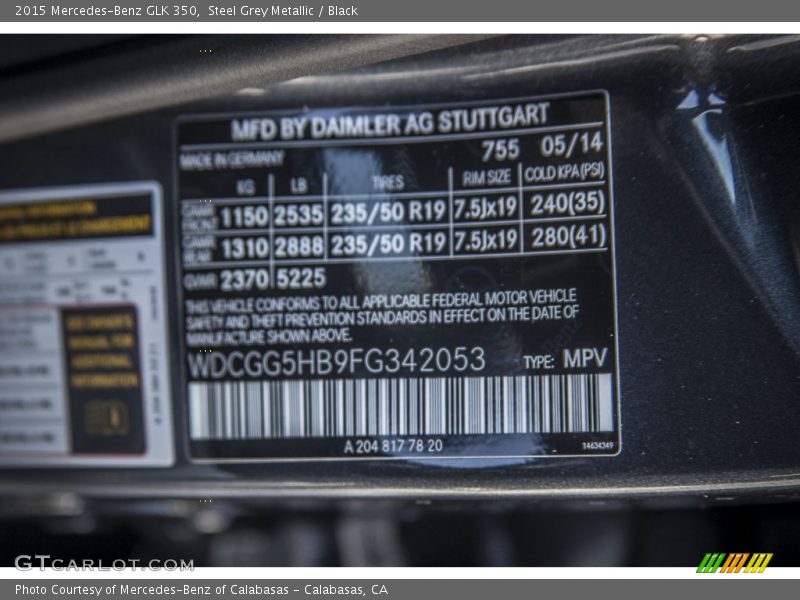 2015 Mercedes-Benz GLK 350,  Steel Grey Metallic / Black
MFD BY DAIMLER AG STUTTGART
MADE IN GERMANY 755 05/14
KG LB TIRES RIM SIZE COLD KPA (PSI)
GAWR FRONT 1150 2535 235/50 R19 7.5Jx19 240(35)
GAWR REAR 1310 2888 235/50 R19 7.5Jx19 280(41)
GVWR 2370 5225
THIS VEHICLE CONFORMS TO ALL APPLICABLE FEDERAL MOTOR VEHICLE
SAFETY AND THEFT PREVENTION STANDARDS IN EFFECT ON THE DATE OF
MANUFACTURE SHOWN ABOVE.
WDCGG5HB9FG342053 TYPE: MPV
A 204 817 78 20 14634349
GTCARLOT.COM
Photo Courtesy of Mercedes-Benz of Calabasas - Calabasas, CA